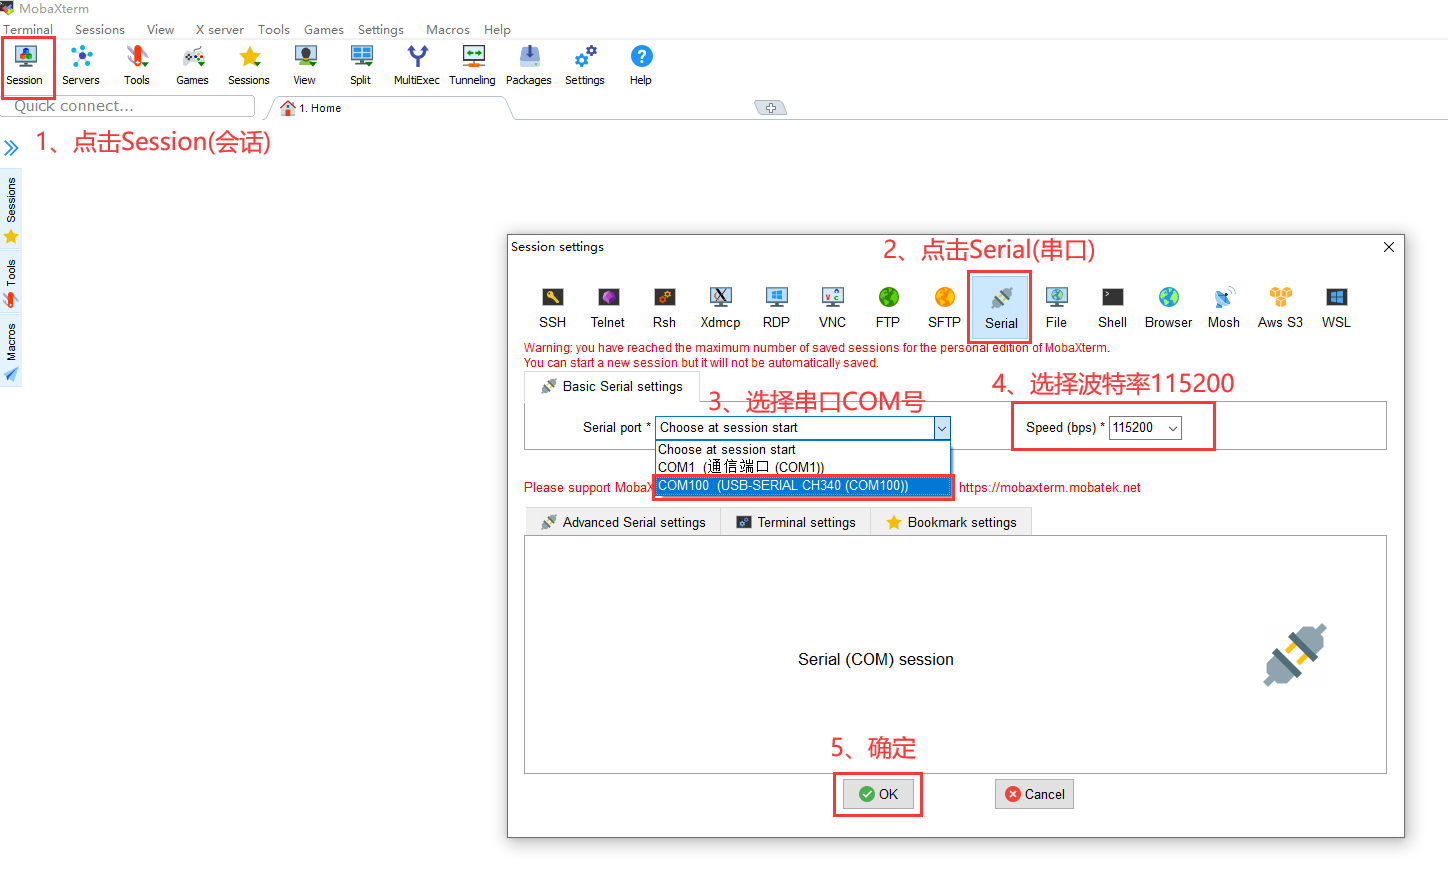 MobaXterm
Terminal Sessions View X server Tools Games Settings Macros Help
Session Servers Tools Games Sessions View Split MultiExec Tunneling Packages Settings Help
Quick connect...
1. Home
1、点击Session(会话)
Sessions
Tools
Macros
Session settings
2、点击Serial(串口)
SSH Telnet Rsh Xdmcp RDP VNC FTP SFTP Serial File Shell Browser Mosh Aws S3 WSL
Warning: you have reached the maximum number of saved sessions for the personal edition of MobaXterm.
You can start a new session but it will not be automatically saved.
Basic Serial settings
3、选择串口COM号
4、选择波特率115200
Serial port * Choose at session start
Speed (bps) * 115200
Choose at session start
COM1 (通信端口 (COM1))
COM100 (USB-SERIAL CH340 (COM100))
Please support MobaX
https://mobaxterm.mobatek.net
Advanced Serial settings Terminal settings Bookmark settings
Serial (COM) session
5、确定
OK Cancel